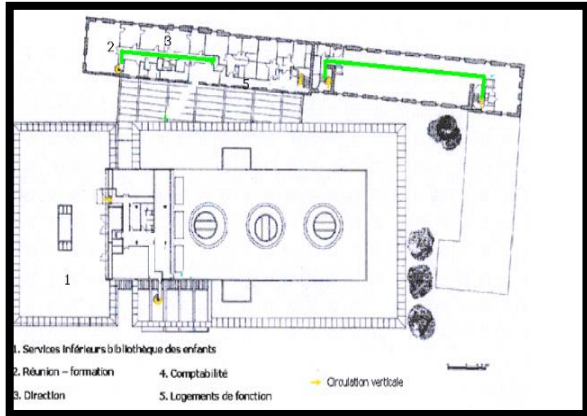 2
3
5
1
1. Services Inférieurs bibliothèque des enfants
2. Réunion – formation
4. Comptabilité
Circulation verticale
3. Direction
5. Logements de fonction